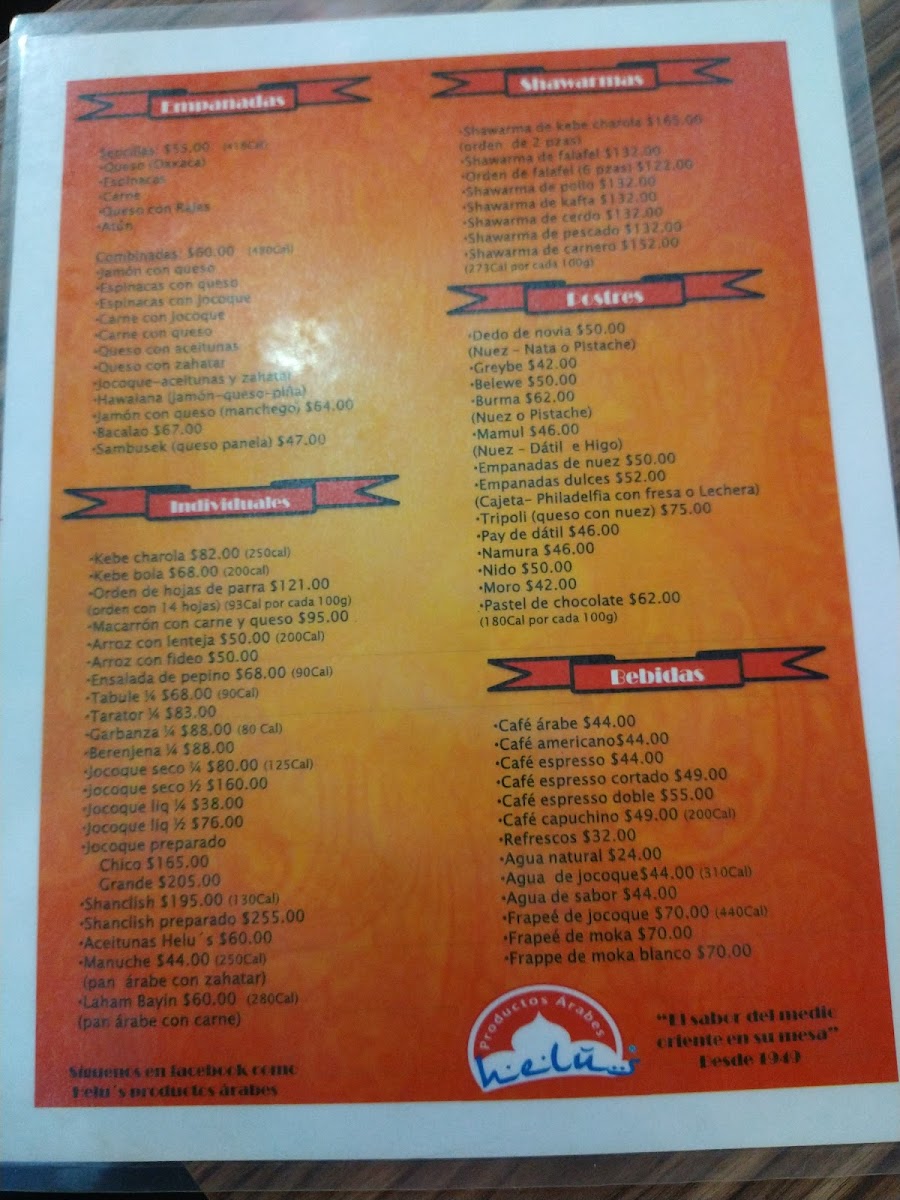 Empanadas
Sencillas: $55.00 (418Cal)
•Queso (Oaxaca)
•Espinacas
•Carne
•Queso con Rajas
•Atún
Combinadas: $60.00 (480Cal)
•Jamón con queso
•Espinacas con queso
•Espinacas con jocoque
•Carne con jocoque
•Carne con queso
•Queso con aceitunas
•Queso con zahatar
•Jocoque-aceitunas y zahatar
•Hawaiana (jamón-queso-piña)
•Jamón con queso (manchego) $64.00
•Bacalao $67.00
•Sambusek (queso panela) $47.00
Individuales
•Kebe charola $82.00 (250cal)
•Kebe bola $68.00 (200cal)
•Orden de hojas de parra $121.00
(orden con 14 hojas) (93Cal por cada 100g)
•Macarrón con carne y queso $95.00
•Arroz con lenteja $50.00 (200Cal)
•Arroz con fideo $50.00
•Ensalada de pepino $68.00 (90Cal)
•Tabule ¼ $68.00 (90Cal)
•Tarator ¼ $83.00
•Garbanza ¼ $88.00 (80 Cal)
•Berenjena ¼ $88.00
•Jocoque seco ¼ $80.00 (125Cal)
•Jocoque seco ½ $160.00
•Jocoque liq ¼ $38.00
•Jocoque liq ½ $76.00
•Jocoque preparado
Chico $165.00
Grande $205.00
•Shanclish $195.00 (130Cal)
•Shanclish preparado $255.00
•Aceitunas Helu´s $60.00
•Manuche $44.00 (250Cal)
(pan árabe con zahatar)
•Laham Bayin $60.00 (280Cal)
(pan árabe con carne)
Síguenos en facebook como
Helu´s productos árabes
Shawarmas
•Shawarma de kebe charola $165.00
(orden de 2 pzas)
•Shawarma de falafel $132.00
•Orden de falafel (6 pzas) $122.00
•Shawarma de pollo $132.00
•Shawarma de kafta $132.00
•Shawarma de cerdo $132.00
•Shawarma de pescado $132.00
•Shawarma de carnero $152.00
(273Cal por cada 100g)
Postres
•Dedo de novia $50.00
(Nuez - Nata o Pistache)
•Greybe $42.00
•Belewe $50.00
•Burma $62.00
(Nuez o Pistache)
•Mamul $46.00
(Nuez - Dátil e Higo)
•Empanadas de nuez $50.00
•Empanadas dulces $52.00
(Cajeta- Philadelfia con fresa o Lechera)
•Tripoli (queso con nuez) $75.00
•Pay de dátil $46.00
•Namura $46.00
•Nido $50.00
•Moro $42.00
•Pastel de chocolate $62.00
(180Cal por cada 100g)
Bebidas
•Café árabe $44.00
•Café americano$44.00
•Café espresso $44.00
•Café espresso cortado $49.00
•Café espresso doble $55.00
•Café capuchino $49.00 (200Cal)
•Refrescos $32.00
•Agua natural $24.00
•Agua de jocoque$44.00 (310Cal)
•Agua de sabor $44.00
•Frapeé de jocoque $70.00 (440Cal)
•Frapeé de moka $70.00
•Frappe de moka blanco $70.00
Productos Árabes
helú
"El sabor del medio
oriente en su mesa"
Desde 1949